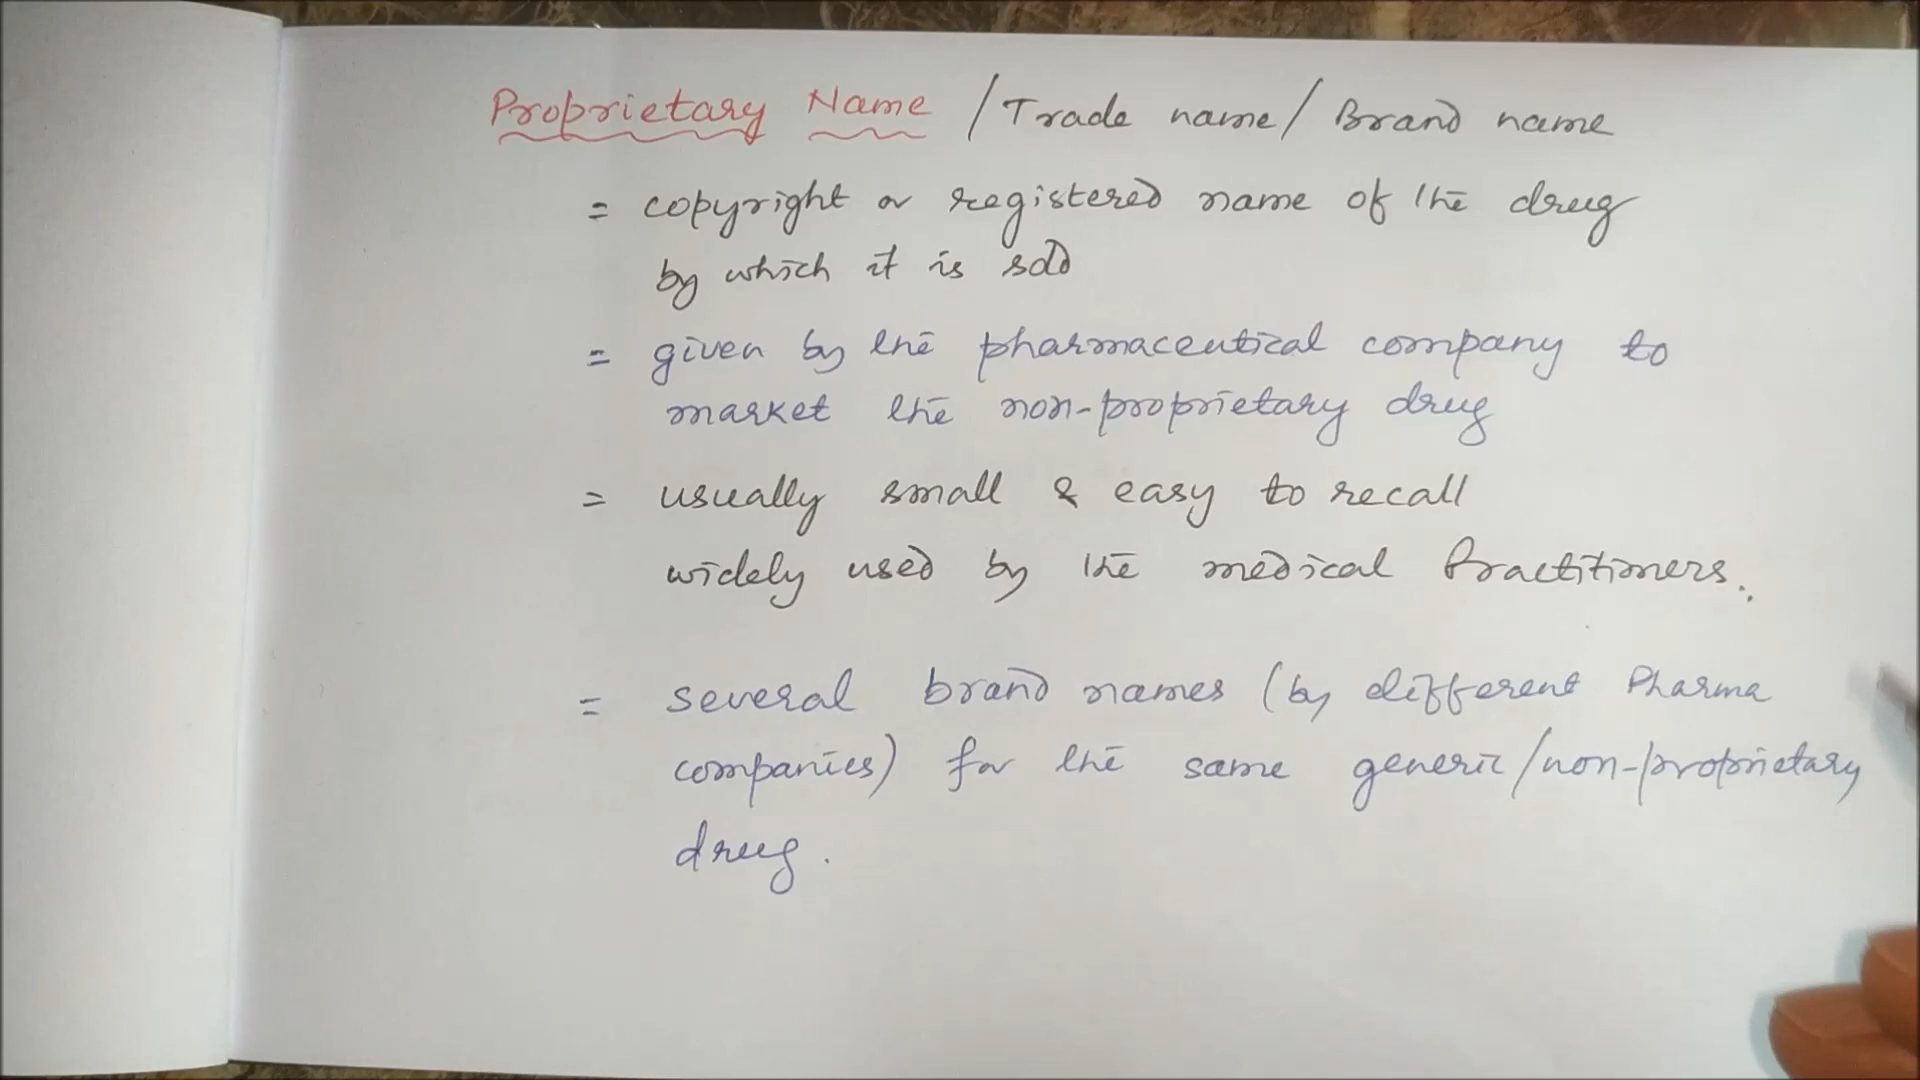 Proprietary Name / Trade name / Brand name
= copyright or registered name of the drug
by which it is sold
= given by the pharmaceutical company to
market the non-proprietary drug
= usually small & easy to recall
widely used by the medical Practitioners.
= several brand names (by different Pharma
companies) for the same generic/non-proprietary
drug.